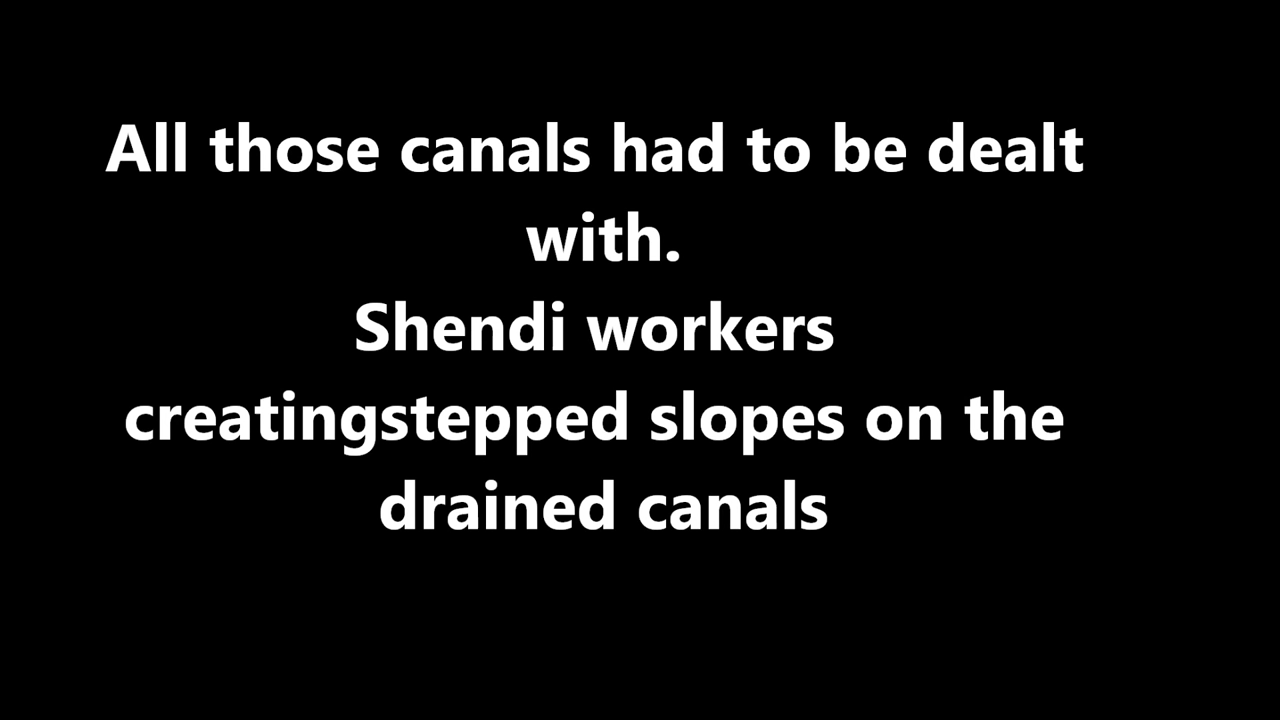 All those canals had to be dealt
with.
Shendi workers
creatingstepped slopes on the
drained canals